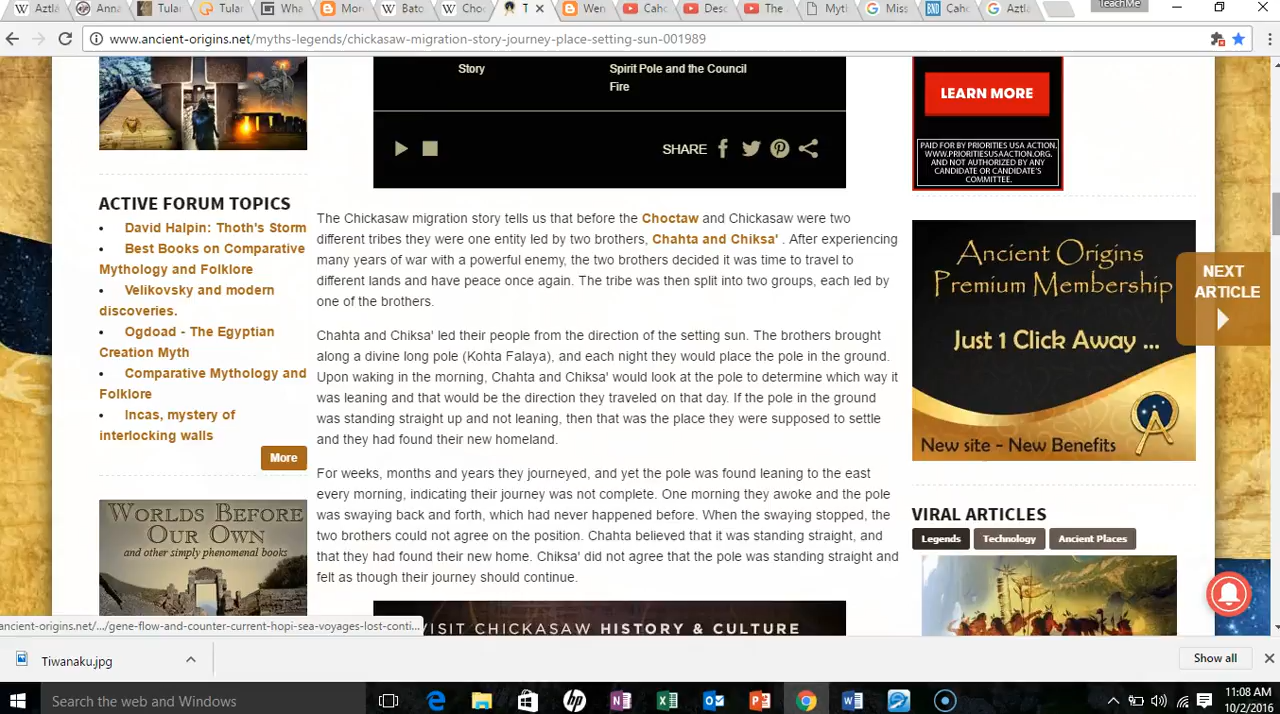 Aztlá
Anna
Tular
Tular
Wha
More
Bato
Choc
T
Wen
Caho
Desc
The
Myth
Miss
Caho
Aztla
TeachMe
www.ancient-origins.net/myths-legends/chickasaw-migration-story-journey-place-setting-sun-001989
ACTIVE FORUM TOPICS
• David Halpin: Thoth's Storm
• Best Books on Comparative
Mythology and Folklore
• Velikovsky and modern
discoveries.
• Ogdoad - The Egyptian
Creation Myth
• Comparative Mythology and
Folklore
• Incas, mystery of
interlocking walls
More
WORLDS BEFORE
OUR OWN
and other simply phenomenal books
Story
Spirit Pole and the Council
Fire
SHARE
The Chickasaw migration story tells us that before the Choctaw and Chickasaw were two
different tribes they were one entity led by two brothers, Chahta and Chiksa' . After experiencing
many years of war with a powerful enemy, the two brothers decided it was time to travel to
different lands and have peace once again. The tribe was then split into two groups, each led by
one of the brothers.
Chahta and Chiksa' led their people from the direction of the setting sun. The brothers brought
along a divine long pole (Kohta Falaya), and each night they would place the pole in the ground.
Upon waking in the morning, Chahta and Chiksa' would look at the pole to determine which way it
was leaning and that would be the direction they traveled on that day. If the pole in the ground
was standing straight up and not leaning, then that was the place they were supposed to settle
and they had found their new homeland.
For weeks, months and years they journeyed, and yet the pole was found leaning to the east
every morning, indicating their journey was not complete. One morning they awoke and the pole
was swaying back and forth, which had never happened before. When the swaying stopped, the
two brothers could not agree on the position. Chahta believed that it was standing straight, and
that they had found their new home. Chiksa' did not agree that the pole was standing straight and
felt as though their journey should continue.
VISIT CHICKASAW HISTORY & CULTURE
LEARN MORE
PAID FOR BY PRIORITIES USA ACTION.
WWW.PRIORITIESUSAACTION.ORG.
AND NOT AUTHORIZED BY ANY
CANDIDATE OR CANDIDATE'S
COMMITTEE.
Ancient Origins
Premium Membership
Just 1 Click Away ...
New site - New Benefits
NEXT
ARTICLE
VIRAL ARTICLES
Legends
Technology
Ancient Places
ancient-origins.net/.../gene-flow-and-counter-current-hopi-sea-voyages-lost-conti...
Tiwanaku.jpg
Show all
Search the web and Windows
11:08 AM
10/2/2016